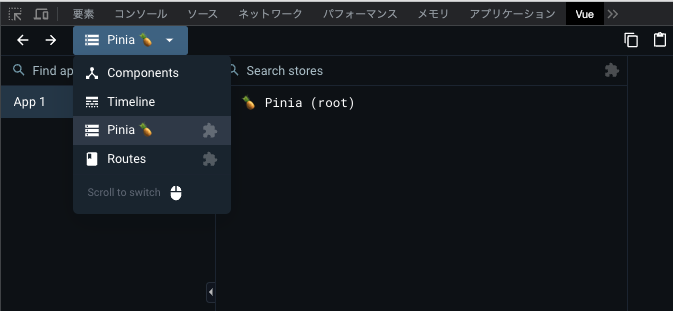 要素 コンソール ソース ネットワーク パフォーマンス メモリ アプリケーション Vue
Pinia 🍍
Find ap
Search stores
Components
App 1
Timeline
🍍 Pinia (root)
Pinia 🍍
Routes
Scroll to switch